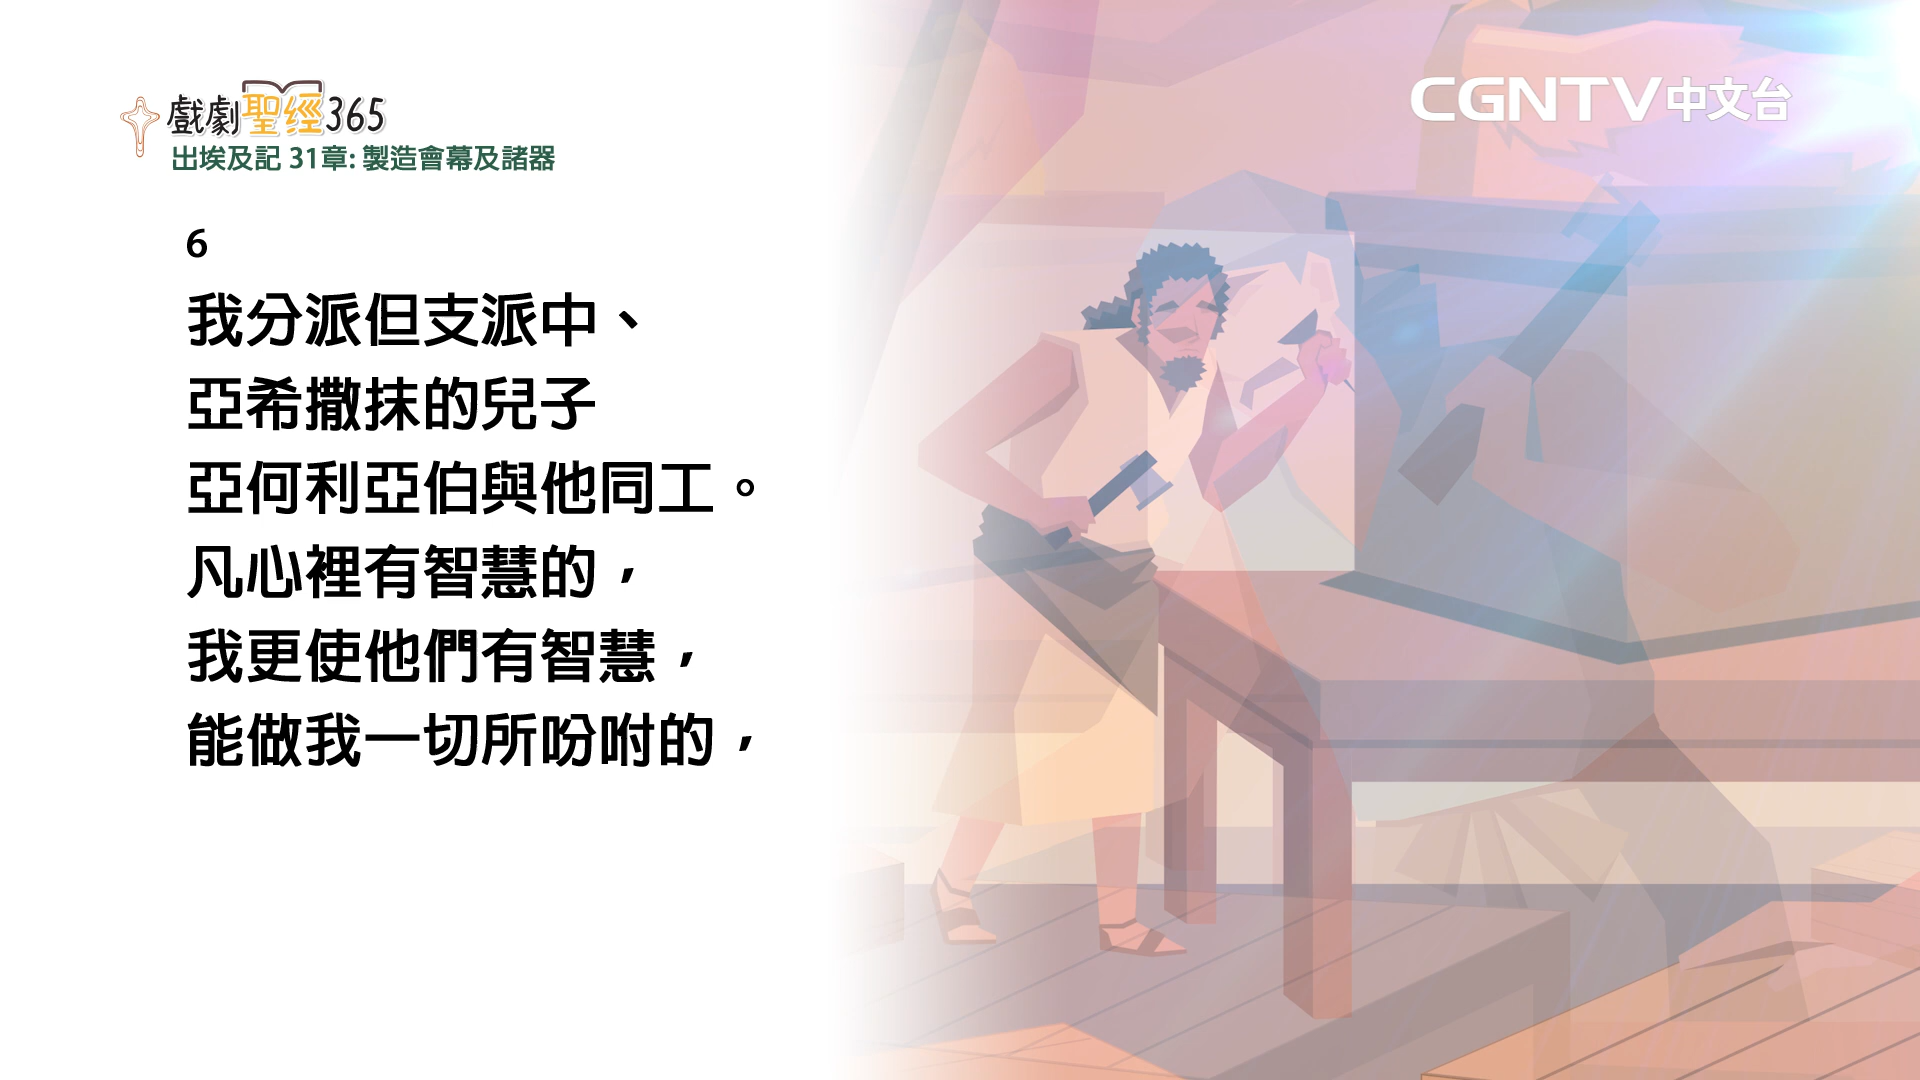 戲劇聖經365
CGNTV中文台
出埃及記 31章: 製造會幕及諸器
6
我分派但支派中、
亞希撒抹的兒子
亞何利亞伯與他同工。
凡心裡有智慧的，
我更使他們有智慧，
能做我一切所吩咐的，